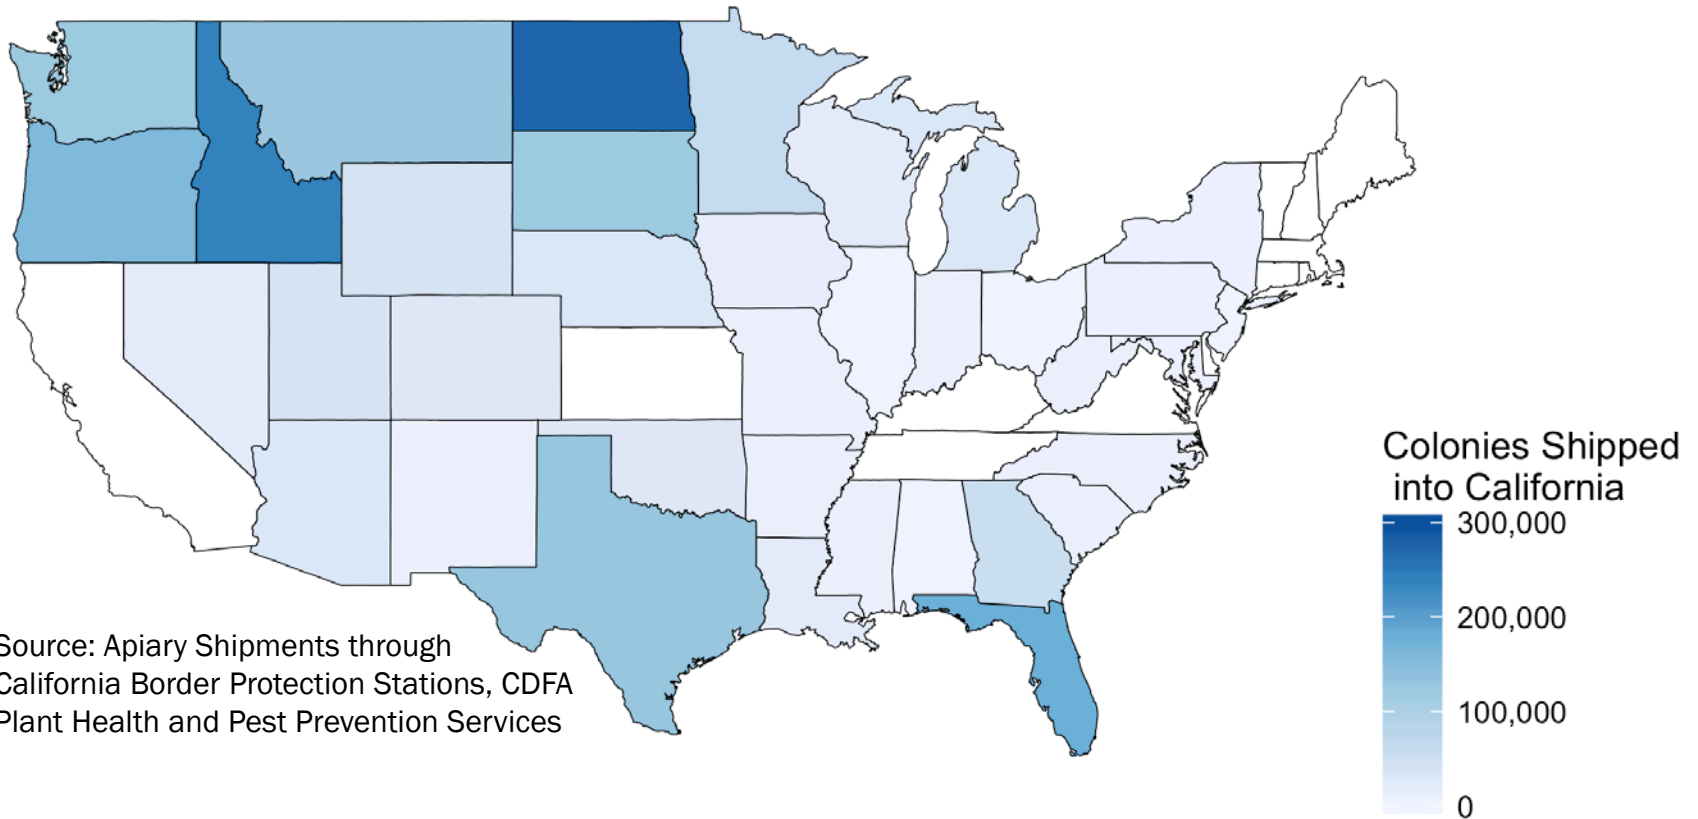 Colonies Shipped
into California
300,000
200,000
100,000
0
Source: Apiary Shipments through
California Border Protection Stations, CDFA
Plant Health and Pest Prevention Services